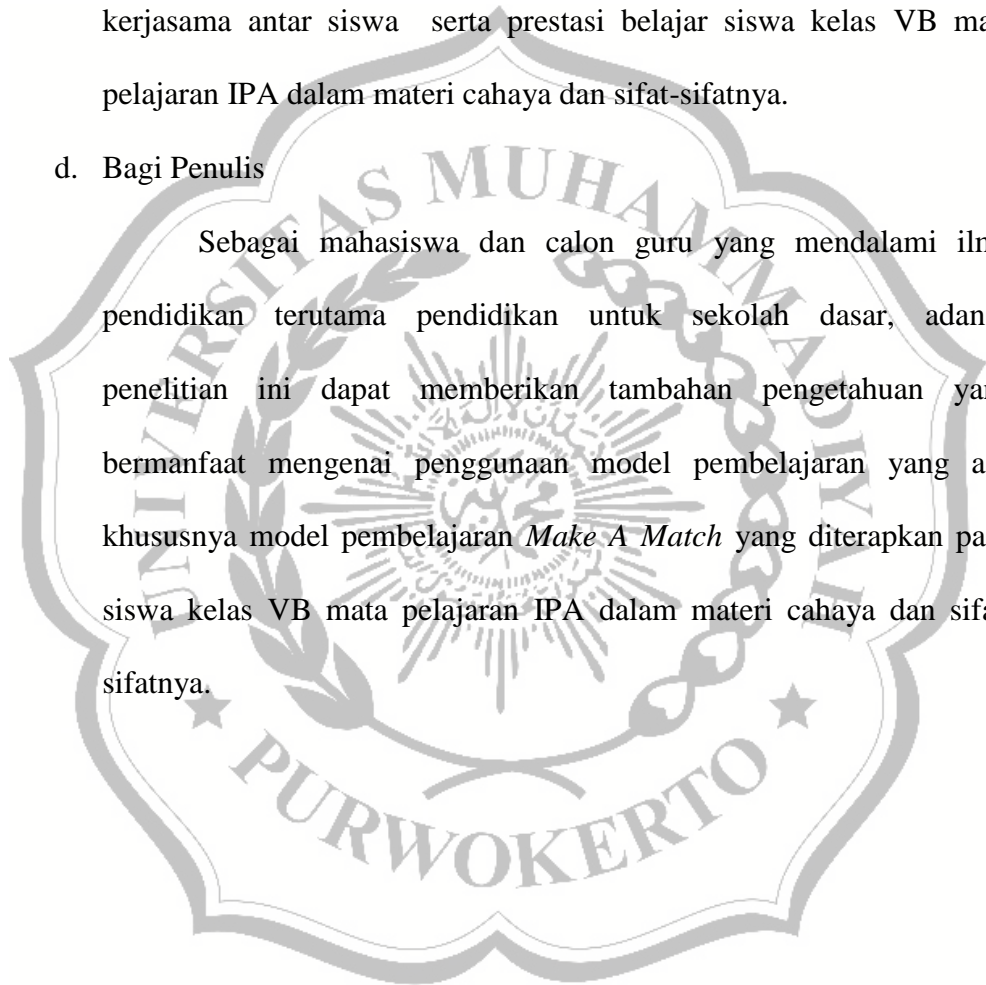 kerjasama antar siswa serta prestasi belajar siswa kelas VB ma
pelajaran IPA dalam materi cahaya dan sifat-sifatnya.
d. Bagi Penulis
Sebagai mahasiswa dan calon guru yang mendalami ilm
pendidikan terutama pendidikan untuk sekolah dasar, adan
penelitian ini dapat memberikan tambahan pengetahuan yan
bermanfaat mengenai penggunaan model pembelajaran yang a
khususnya model pembelajaran Make A Match yang diterapkan pa
siswa kelas VB mata pelajaran IPA dalam materi cahaya dan sifa
sifatnya.
UNIVERSITAS MUHAMMADIYAH
PURWOKERTO